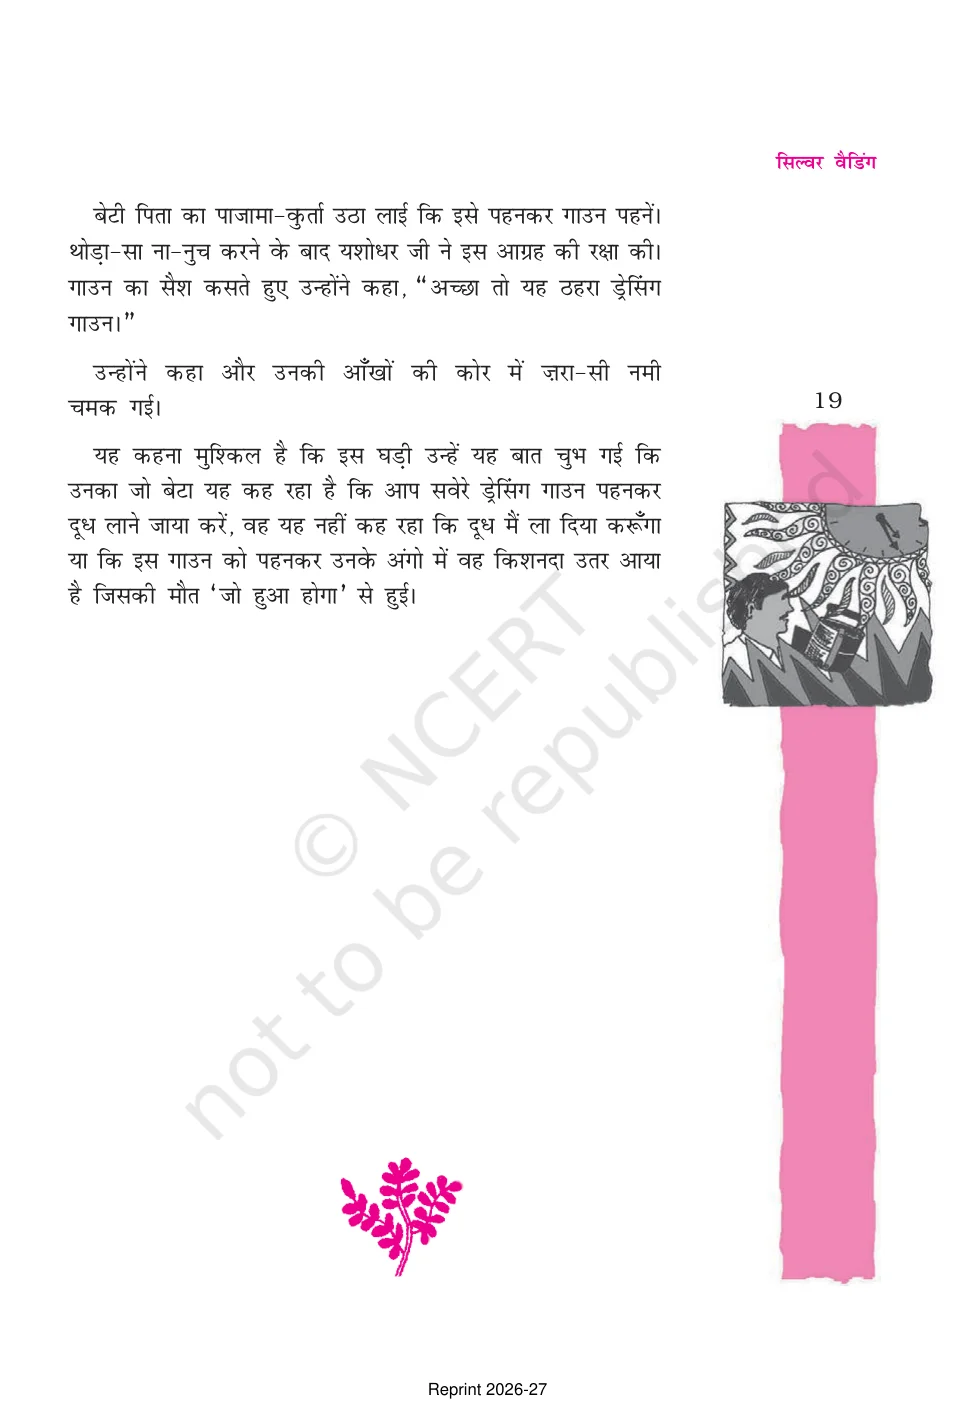 सिल्वर वैडिंग
बेटी पिता का पाजामा-कुर्ता उठा लाई कि इसे पहनकर गाउन पहनें।
थोड़ा-सा ना-नुच करने के बाद यशोधर जी ने इस आग्रह की रक्षा की।
गाउन का सैश कसते हुए उन्होंने कहा, “अच्छा तो यह ठहरा ड्रेसिंग
गाउन।”
उन्होंने कहा और उनकी आँखों की कोर में ज़रा-सी नमी
चमक गई।
19
यह कहना मुश्किल है कि इस घड़ी उन्हें यह बात चुभ गई कि
उनका जो बेटा यह कह रहा है कि आप सवेरे ड्रेसिंग गाउन पहनकर
दूध लाने जाया करें, वह यह नहीं कह रहा कि दूध मैं ला दिया करूँगा
या कि इस गाउन को पहनकर उनके अंगो में वह किशनदा उतर आया
है जिसकी मौत ‘जो हुआ होगा’ से हुई।
© NCERT
not to be republished
Reprint 2026-27